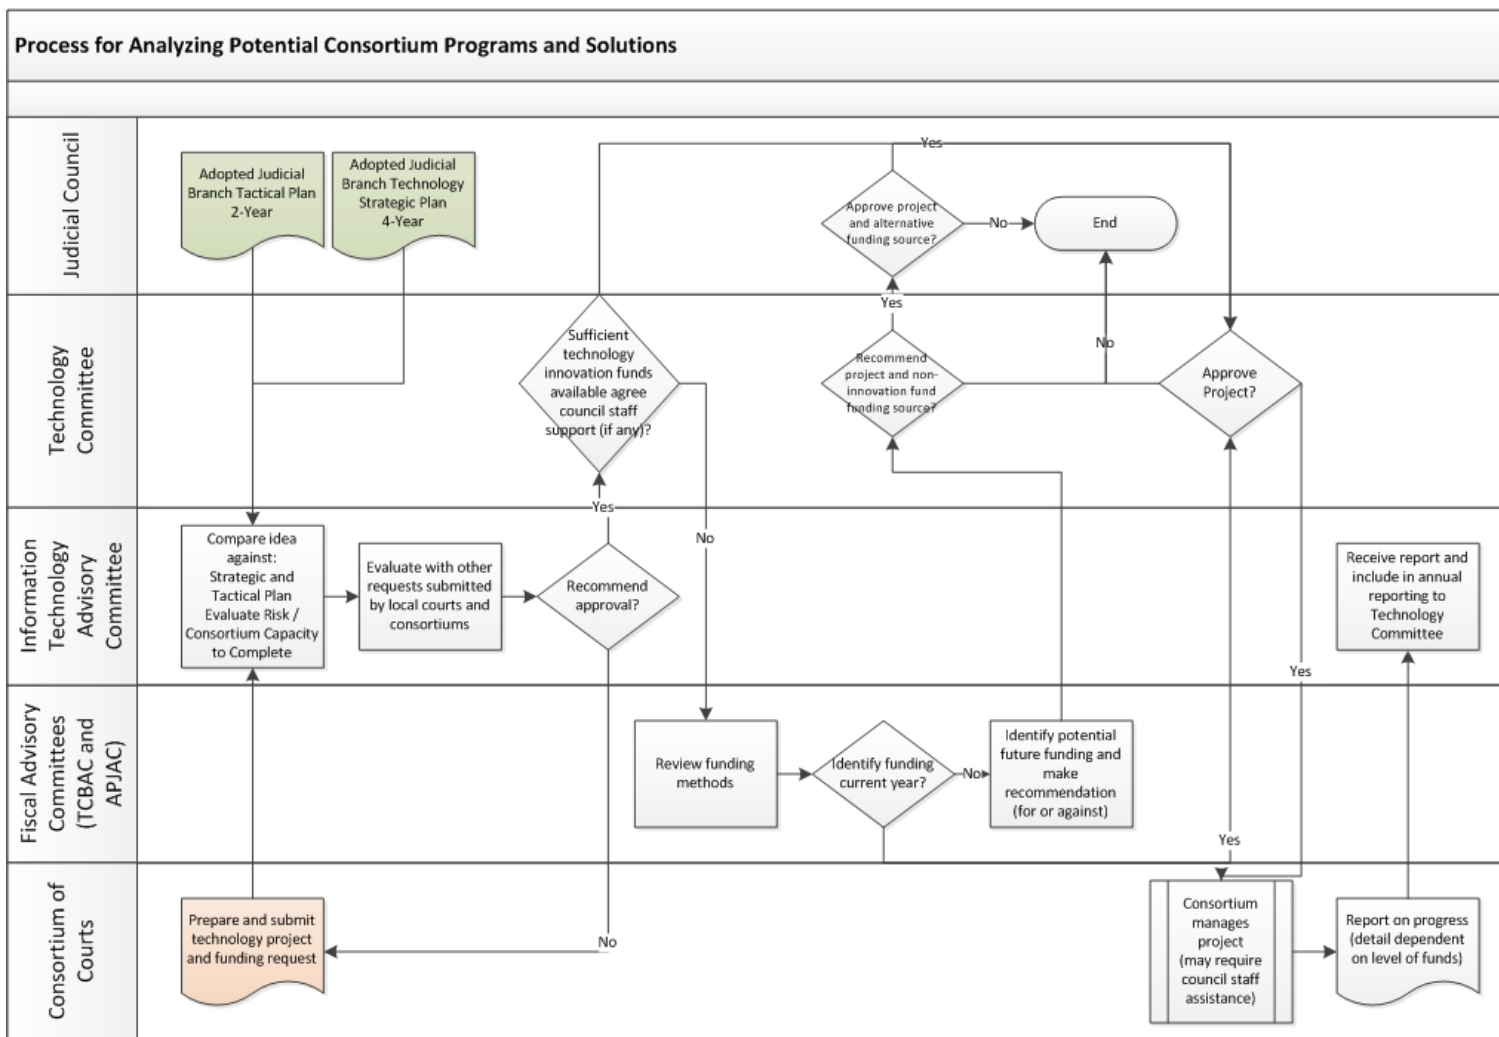 Process for Analyzing Potential Consortium Programs and Solutions
Judicial Council
Adopted Judicial
Branch Tactical Plan
2-Year
Adopted Judicial
Branch Technology
Strategic Plan
4-Year
Yes
Approve project
and alternative
funding source?
No
End
Technology
Committee
Sufficient
technology
innovation funds
available agree
council staff
support (if any)?
Yes
Recommend
project and non-
innovation fund
funding source?
No
Approve
Project?
Yes
No
Information
Technology
Advisory
Committee
Compare idea
against:
Strategic and
Tactical Plan
Evaluate Risk /
Consortium Capacity
to Complete
Evaluate with other
requests submitted
by local courts and
consortiums
Recommend
approval?
Receive report and
include in annual
reporting to
Technology
Committee
Yes
Fiscal Advisory
Committees
(TCBAC and
APJAC)
Review funding
methods
Identify funding
current year?
No
Identify potential
future funding and
make
recommendation
(for or against)
Yes
Consortium of
Courts
Prepare and submit
technology project
and funding request
No
Consortium
manages
project
(may require
council staff
assistance)
Report on progress
(detail dependent
on level of funds)